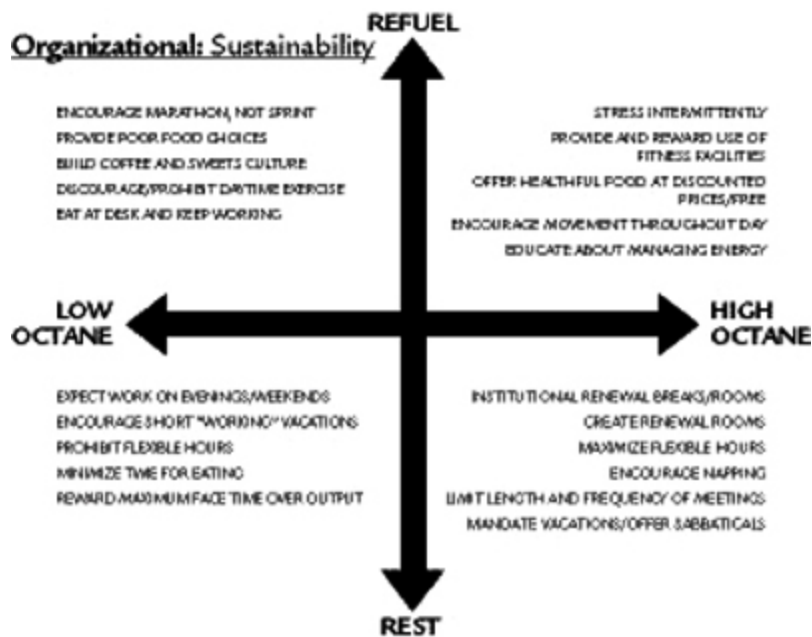 REFUEL
Organizational: Sustainability
ENCOURAGE MARATHON, NOT SPRINT
PROVIDE POOR FOOD CHOICES
BUILD COFFEE AND SWEETS CULTURE
DISCOURAGE/PROHIBIT DAYTIME EXERCISE
EAT AT DESK AND KEEP WORKING
STRESS INTERMITTENTLY
PROVIDE AND REWARD USE OF
FITNESS FACILITIES
OFFER HEALTHFUL FOOD AT DISCOUNTED
PRICES/FREE
ENCOURAGE MOVEMENT THROUGHOUT DAY
EDUCATE ABOUT MANAGING ENERGY
LOW
OCTANE
HIGH
OCTANE
EXPECT WORK ON EVENINGS/WEEKENDS
ENCOURAGE SHORT "WORKING" VACATIONS
PROHIBIT FLEXIBLE HOURS
MINIMIZE TIME FOR EATING
REWARD MAXIMUM FACE TIME OVER OUTPUT
INSTITUTIONAL RENEWAL BREAKS/ROOMS
CREATE RENEWAL ROOMS
MAXIMIZE FLEXIBLE HOURS
ENCOURAGE NAPPING
LIMIT LENGTH AND FREQUENCY OF MEETINGS
MANDATE VACATIONS/OFFER SABBATICALS
REST